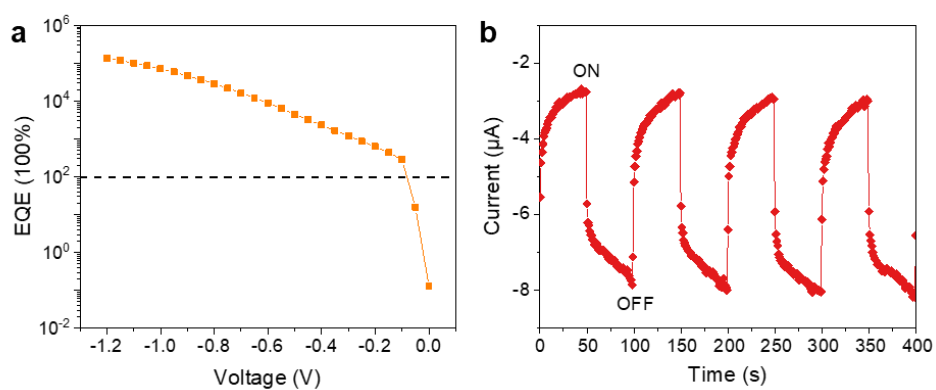 a
10^6
10^4
10^2
10^0
10^-2
EQE (100%)
-1.2 -1.0 -0.8 -0.6 -0.4 -0.2 0.0
Voltage (V)
b
-2
-4
-6
-8
Current (μA)
ON
OFF
0 50 100 150 200 250 300 350 400
Time (s)